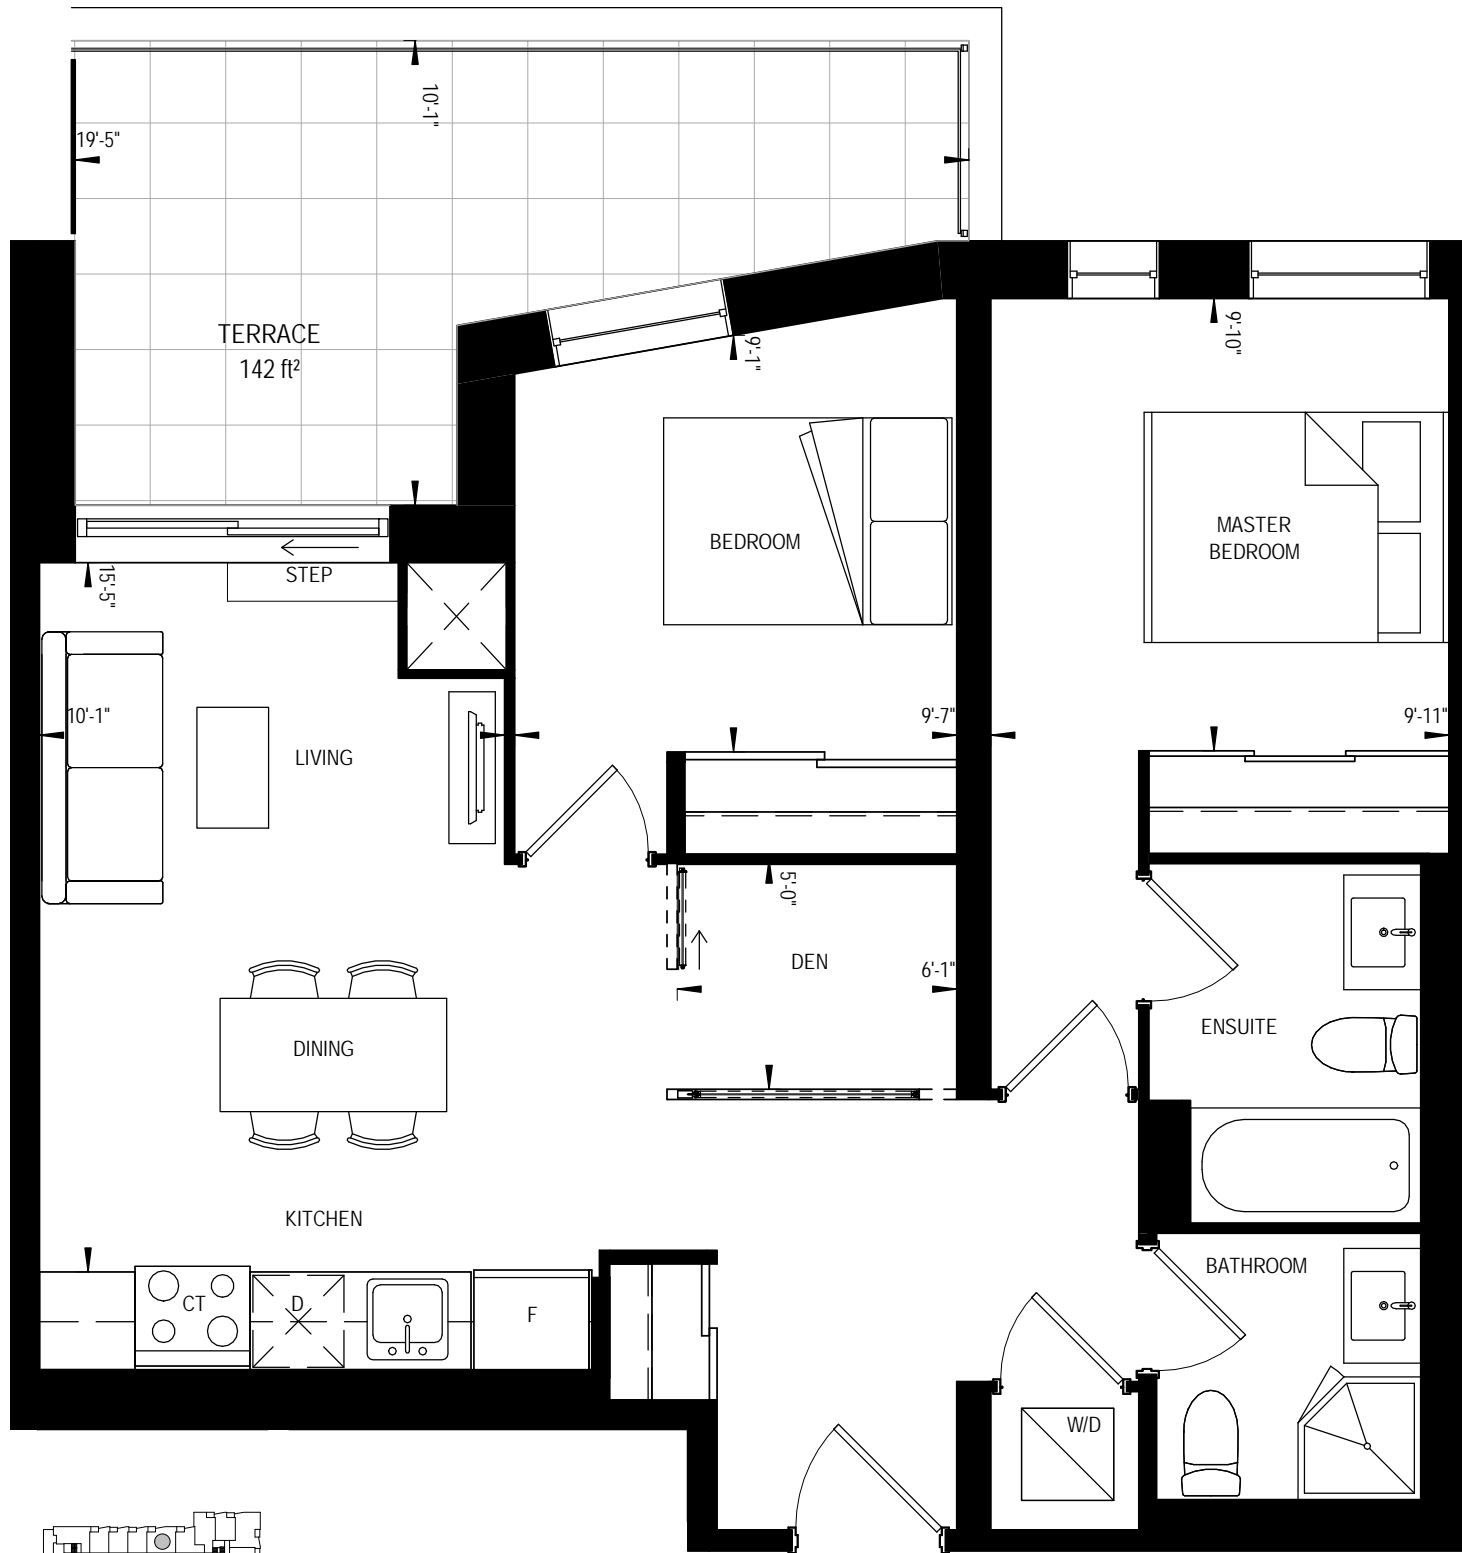 10'-1"
19'-5"
TERRACE
142 ft²
9'-1"
9'-10"
BEDROOM
MASTER
BEDROOM
STEP
15'-5"
10'-1"
LIVING
9'-7"
9'-11"
5'-0"
DEN
6'-1"
DINING
ENSUITE
KITCHEN
BATHROOM
CT
D
F
W/D